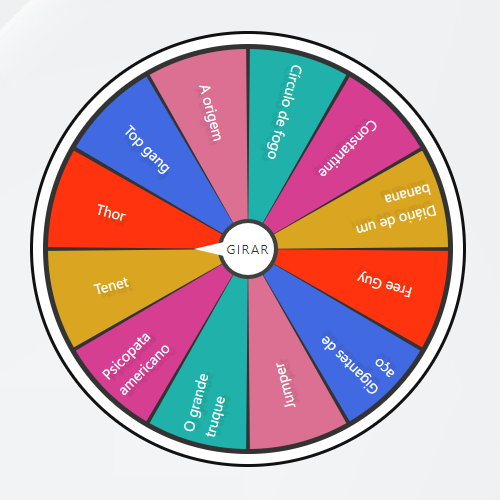 Círculo de fogo
Constantine
Diário de um
banana
Free Guy
Gigantes de
aço
Jumper
O grande
truque
Psicopata
americano
Tenet
Thor
Top gang
A origem
GIRAR